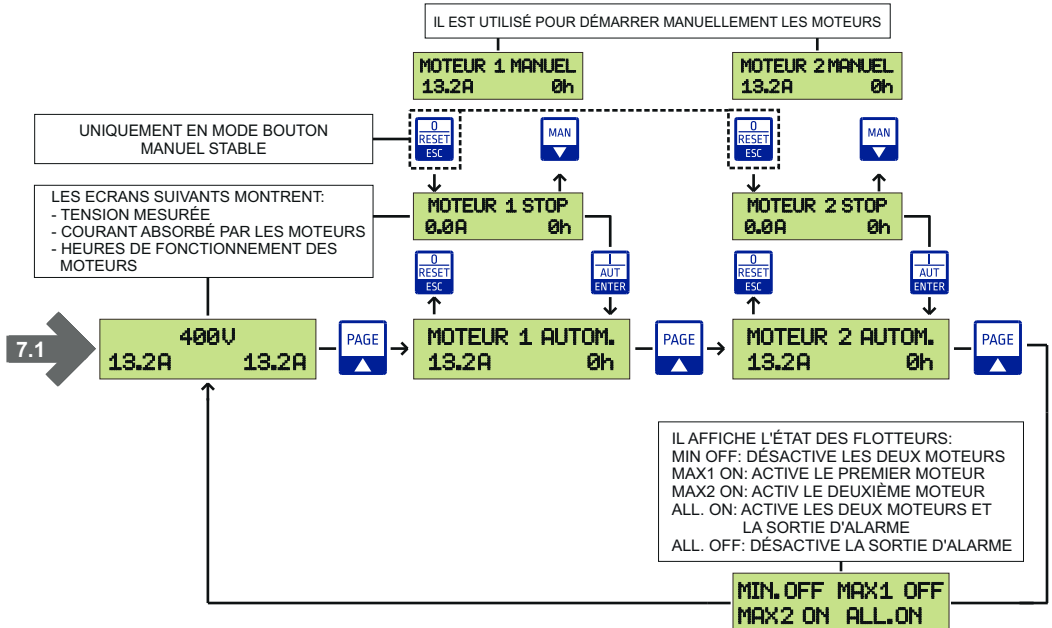 IL EST UTILISÉ POUR DÉMARRER MANUELLEMENT LES MOTEURS
MOTEUR 1 MANUEL
13.2A 0h
MOTEUR 2 MANUEL
13.2A 0h
UNIQUEMENT EN MODE BOUTON
MANUEL STABLE
0
RESET
ESC
MAN
0
RESET
ESC
MAN
LES ECRANS SUIVANTS MONTRENT:
- TENSION MESURÉE
- COURANT ABSORBÉ PAR LES MOTEURS
- HEURES DE FONCTIONNEMENT DES
MOTEURS
MOTEUR 1 STOP
0.0A 0h
MOTEUR 2 STOP
0.0A 0h
0
RESET
ESC
I
AUT
ENTER
0
RESET
ESC
I
AUT
ENTER
7.1
400V
13.2A 13.2A
PAGE
MOTEUR 1 AUTOM.
13.2A 0h
PAGE
MOTEUR 2 AUTOM.
13.2A 0h
PAGE
IL AFFICHE L'ÉTAT DES FLOTTEURS:
MIN OFF: DÉSACTIVE LES DEUX MOTEURS
MAX1 ON: ACTIVE LE PREMIER MOTEUR
MAX2 ON: ACTIV LE DEUXIÈME MOTEUR
ALL. ON: ACTIVE LES DEUX MOTEURS ET
LA SORTIE D'ALARME
ALL. OFF: DÉSACTIVE LA SORTIE D'ALARME
MIN.OFF MAX1 OFF
MAX2 ON ALL.ON